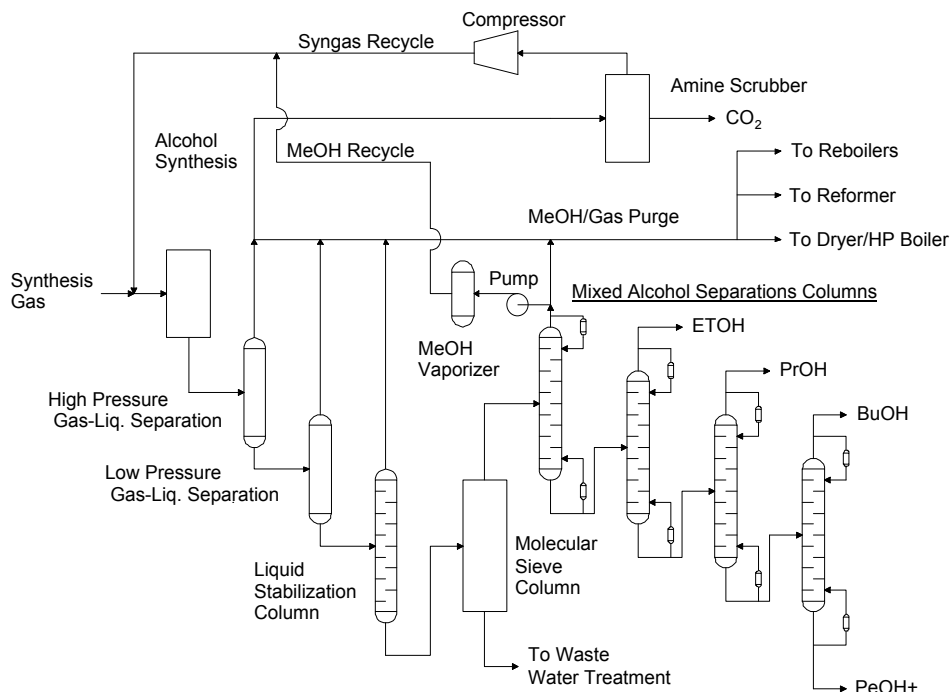 Compressor
Syngas Recycle
Amine Scrubber
CO2
Alcohol
Synthesis
MeOH Recycle
To Reboilers
To Reformer
MeOH/Gas Purge
To Dryer/HP Boiler
Synthesis
Gas
Pump
Mixed Alcohol Separations Columns
ETOH
MeOH
Vaporizer
PrOH
High Pressure
Gas-Liq. Separation
BuOH
Low Pressure
Gas-Liq. Separation
Molecular
Sieve
Column
Liquid
Stabilization
Column
To Waste
Water Treatment
PeOH+